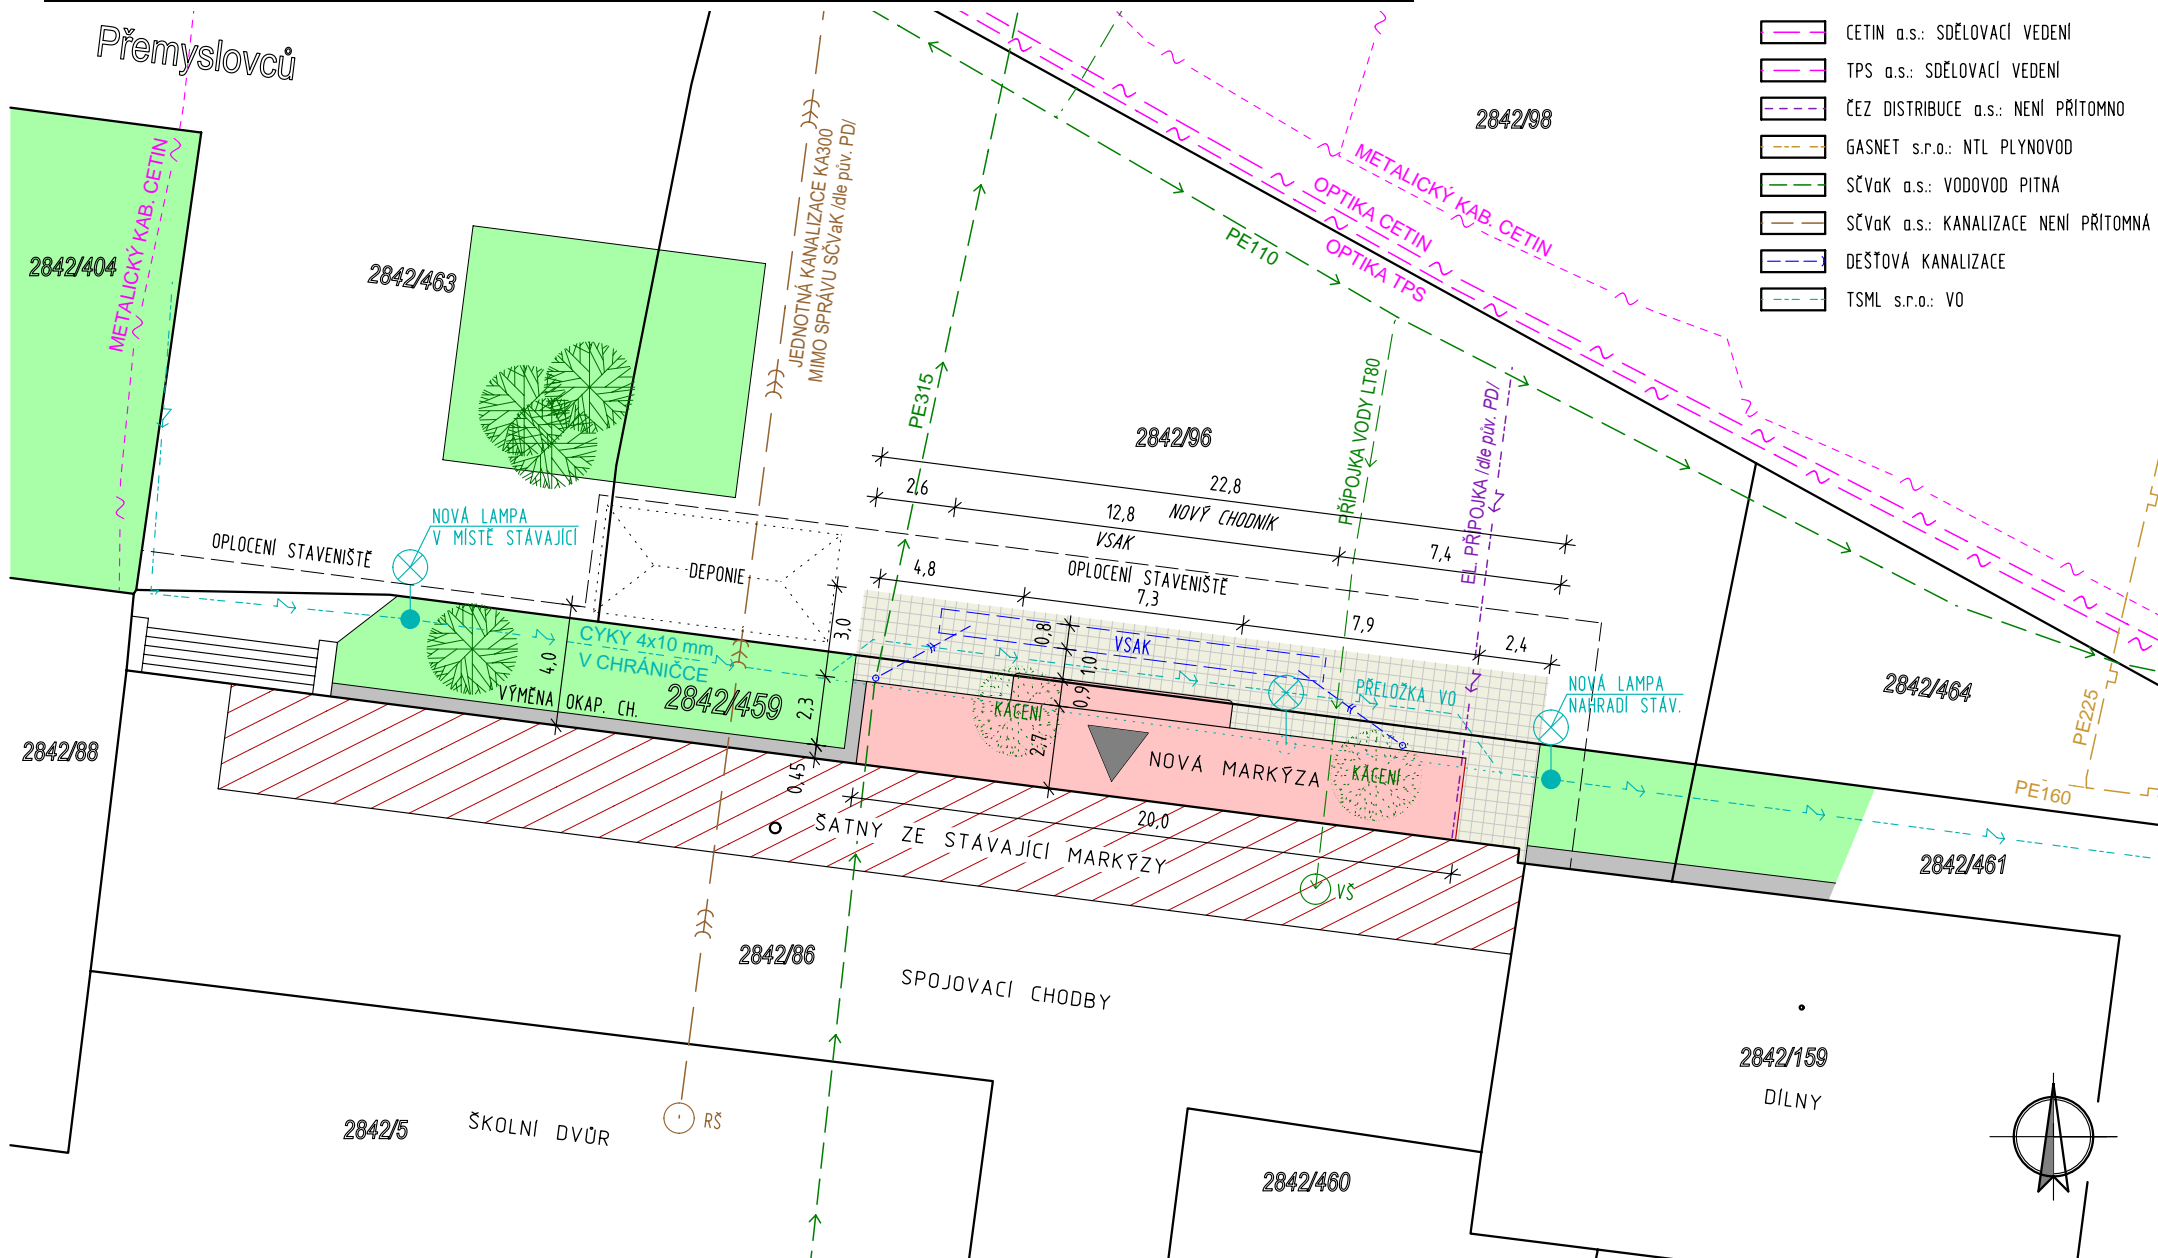 Přemyslovců
CETIN a.s.: SDĚLOVACÍ VEDENÍ
TPS a.s.: SDĚLOVACÍ VEDENÍ
ČEZ DISTRIBUCE a.s.: NENÍ PŘÍTOMNO
GASNET s.r.o.: NTL PLYNOVOD
SČVaK a.s.: VODOVOD PITNÁ
SČVaK a.s.: KANALIZACE NENÍ PŘÍTOMNÁ
DEŠŤOVÁ KANALIZACE
TSML s.r.o.: VO
2842/98
METALICKÝ KAB. CETIN
JEDNOTNÁ KANALIZACE KA300
MIMO SPRÁVU SČVaK /dle pův. PD/
METALICKÝ KAB. CETIN
OPTIKA CETIN
OPTIKA TPS
PE110
2842/404
2842/463
PE315
PŘÍPOJKA VODY LT80
EL. PŘÍPOJKA /dle pův. PD/
2842/96
22,8
2,6
12,8
NOVÝ CHODNÍK
VSAK
7,4
NOVÁ LAMPA
V MÍSTĚ STÁVAJÍCÍ
OPLOCENÍ STAVENIŠTĚ
DEPONIE
4,8
OPLOCENÍ STAVENIŠTĚ
7,3
7,9
2,4
3,0
0,8
1,0
VSAK
CYKY 4x10 mm
V CHRÁNIČCE
4,0
VÝMĚNA OKAP. CH.
2842/459
2,3
0,9
KÁCENÍ
2,7
PŘELOŽKA VO
NOVÁ LAMPA
NAHRADÍ STÁV.
2842/464
PE225
2842/88
0,45
NOVÁ MARKÝZA
KÁCENÍ
PE160
20,0
ŠATNY ZE STÁVAJÍCÍ MARKÝZY
2842/461
VŠ
2842/86
SPOJOVACÍ CHODBY
2842/159
DÍLNY
2842/5
ŠKOLNÍ DVŮR
RŠ
2842/460